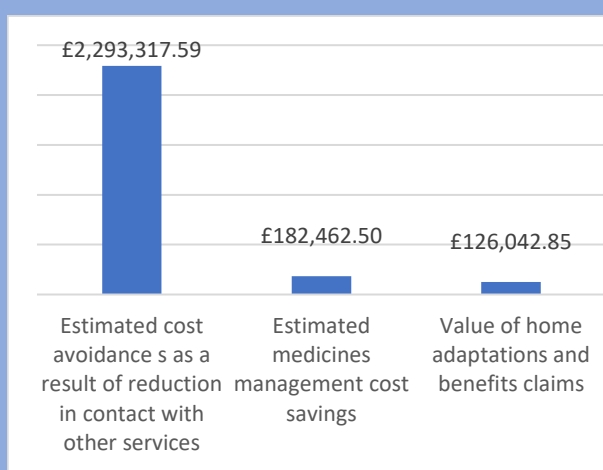 £2,293,317.59
£182,462.50
£126,042.85
Estimated cost
avoidance s as a
result of reduction
in contact with
other services
Estimated
medicines
management cost
savings
Value of home
adaptations and
benefits claims